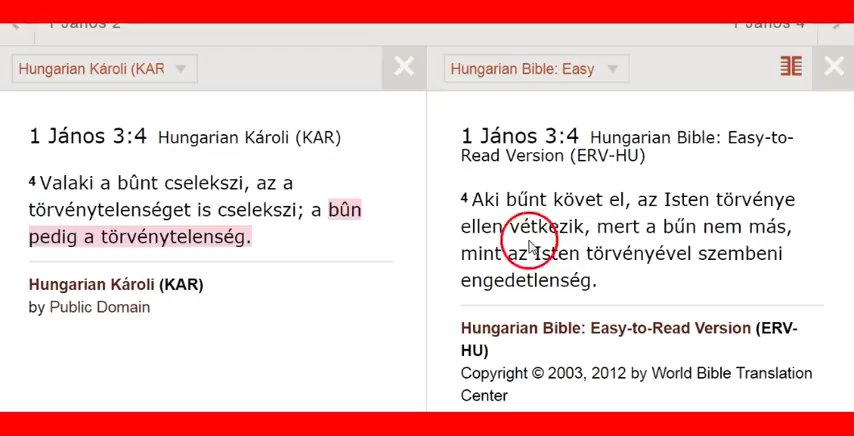 1 János 2
1 János 4
Hungarian Károli (KAR
Hungarian Bible: Easy
1 János 3:4 Hungarian Károli (KAR)
4 Valaki a bûnt cselekszi, az a
törvénytelenséget is cselekszi; a bûn
pedig a törvénytelenség.
Hungarian Károli (KAR)
by Public Domain
1 János 3:4 Hungarian Bible: Easy-to-
Read Version (ERV-HU)
4 Aki bűnt követ el, az Isten törvénye
ellen vétkezik, mert a bűn nem más,
mint az Isten törvényével szembeni
engedetlenség.
Hungarian Bible: Easy-to-Read Version (ERV-
HU)
Copyright © 2003, 2012 by World Bible Translation
Center